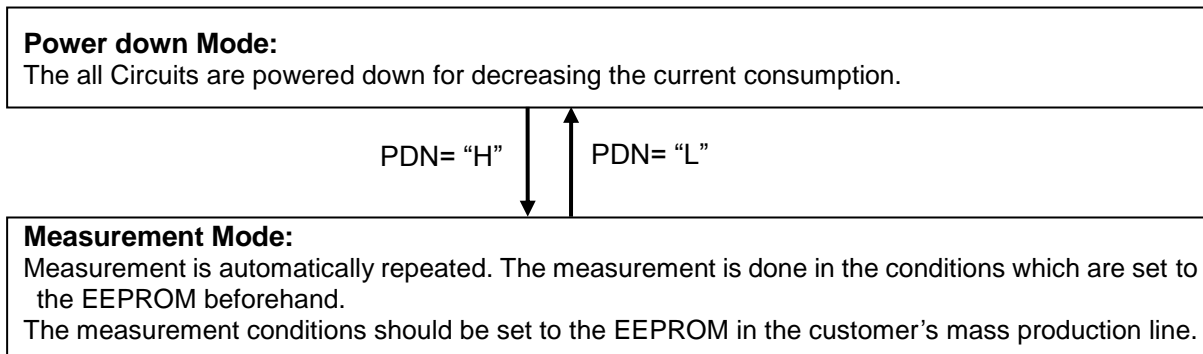 Power down Mode:
The all Circuits are powered down for decreasing the current consumption.
PDN= “H” PDN= “L”
Measurement Mode:
Measurement is automatically repeated. The measurement is done in the conditions which are set to
the EEPROM beforehand.
The measurement conditions should be set to the EEPROM in the customer’s mass production line.